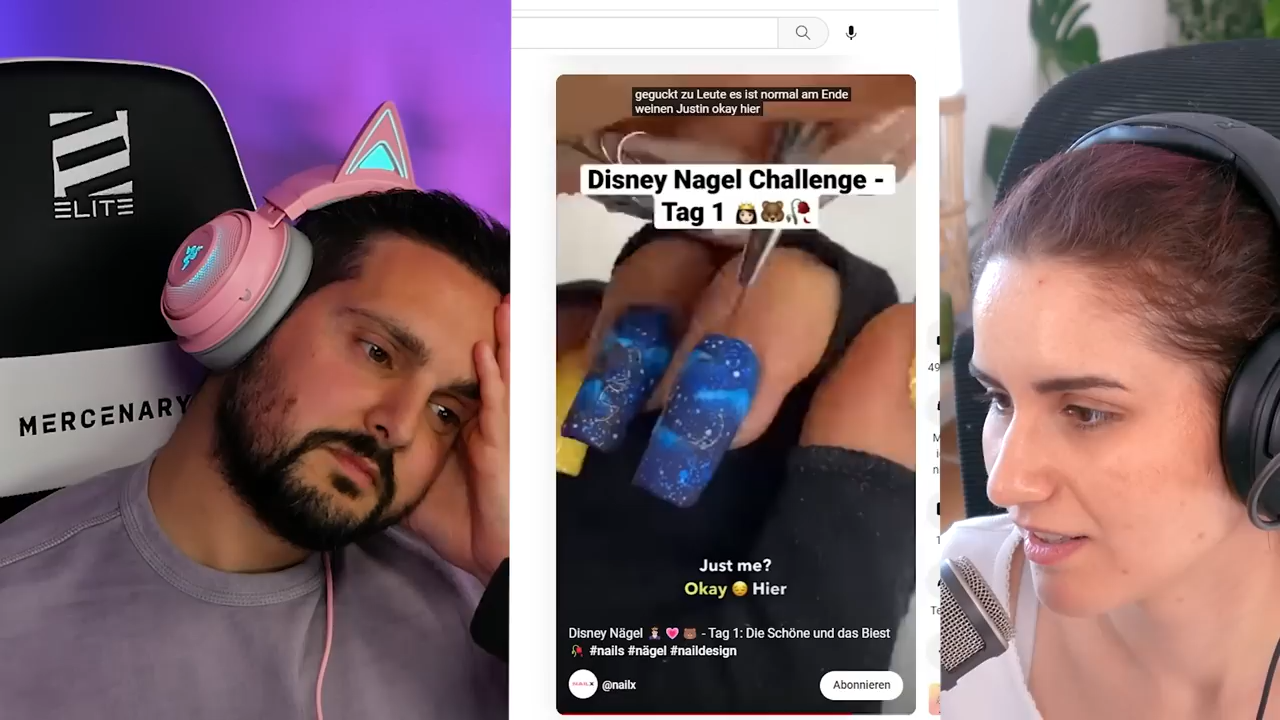 ELITE
MERCENARY
geguckt zu Leute es ist normal am Ende
weinen Justin okay hier
Disney Nagel Challenge -
Tag 1 👸🏻🐻🥀
Just me?
Okay 😔 Hier
Disney Nägel 🤴🏻 💗 🐻 - Tag 1: Die Schöne und das Biest
🥀 #nails #nägel #naildesign
@nailx
Abonnieren
49
M